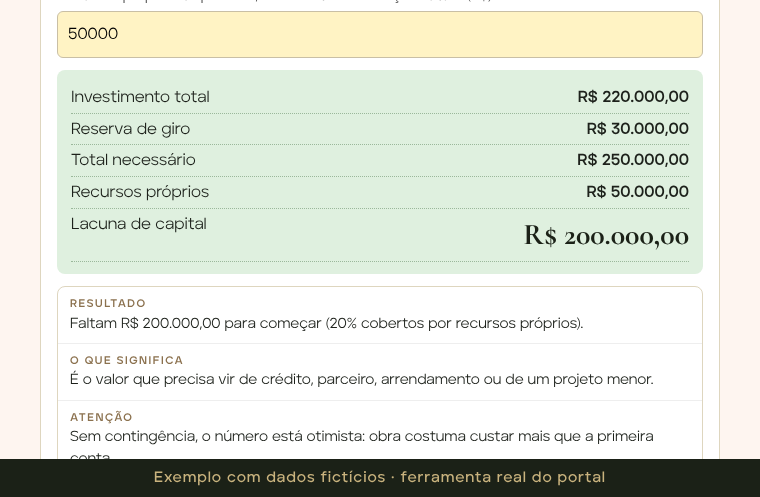 50000
Investimento total R$ 220.000,00
Reserva de giro R$ 30.000,00
Total necessário R$ 250.000,00
Recursos próprios R$ 50.000,00
Lacuna de capital R$ 200.000,00
RESULTADO
Faltam R$ 200.000,00 para começar (20% cobertos por recursos próprios).
O QUE SIGNIFICA
É o valor que precisa vir de crédito, parceiro, arrendamento ou de um projeto menor.
ATENÇÃO
Sem contingência, o número está otimista: obra costuma custar mais que a primeira
conta.
Exemplo com dados fictícios · ferramenta real do portal